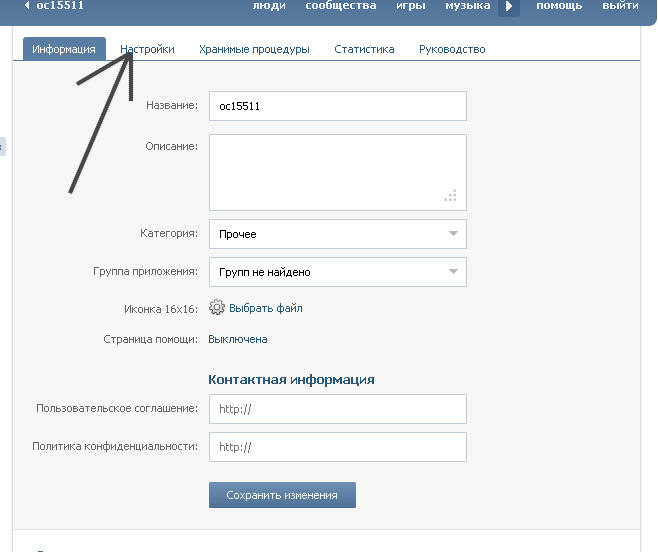 oc15511 люди сообщества игры музыка помощь выйти
Информация Настройки Хранимые процедуры Статистика Руководство
Название: oc15511
Описание:
Категория: Прочее
Группа приложения: Групп не найдено
Иконка 16x16: Выбрать файл
Страница помощи: Выключена
Контактная информация
Пользовательское соглашение: http://
Политика конфиденциальности: http://
Сохранить изменения